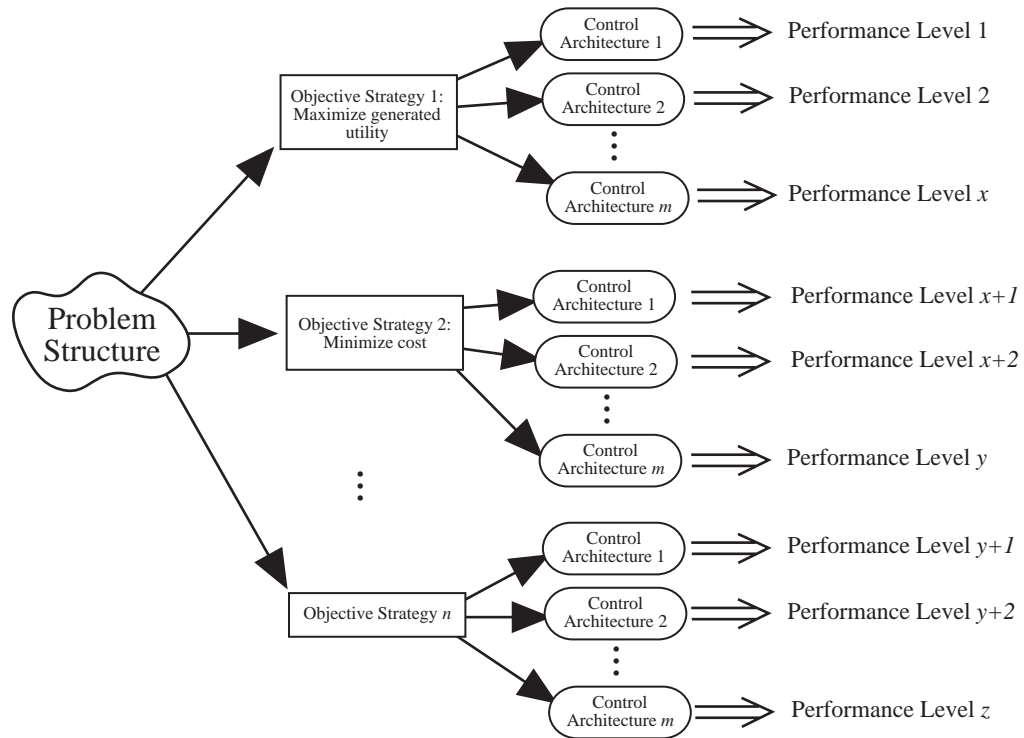 Problem
Structure
Objective Strategy 1:
Maximize generated
utility
Control
Architecture 1
Performance Level 1
Control
Architecture 2
Performance Level 2
Control
Architecture m
Performance Level x
Objective Strategy 2:
Minimize cost
Control
Architecture 1
Performance Level x+1
Control
Architecture 2
Performance Level x+2
Control
Architecture m
Performance Level y
Objective Strategy n
Control
Architecture 1
Performance Level y+1
Control
Architecture 2
Performance Level y+2
Control
Architecture m
Performance Level z